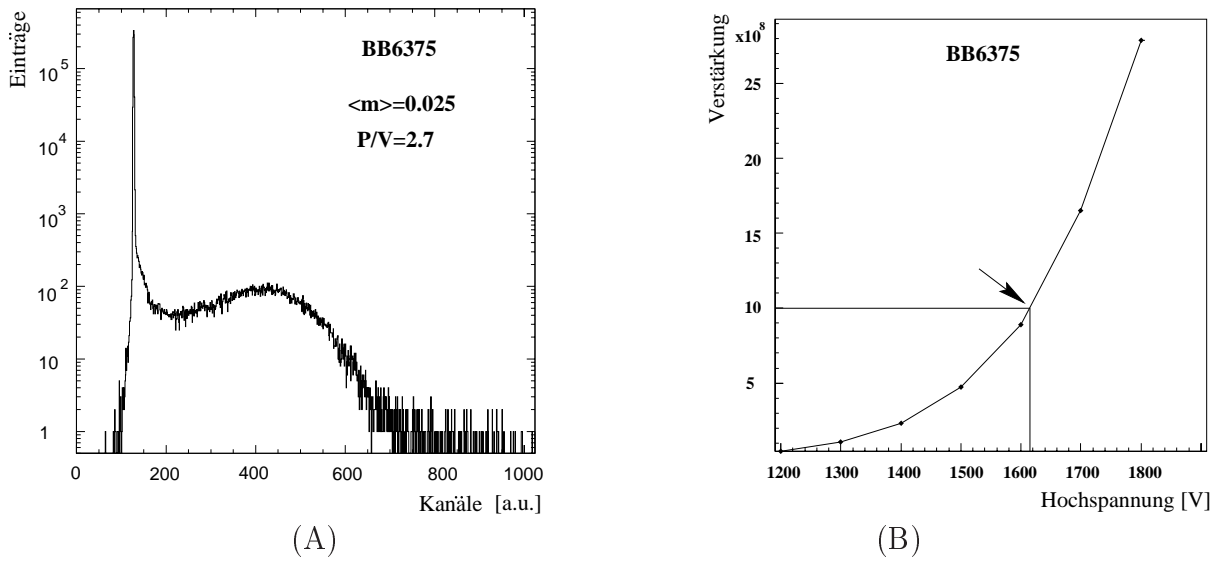 Einträge
10^5
10^4
10^3
10^2
10
1
BB6375
<m>=0.025
P/V=2.7
0 200 400 600 800 1000
Kanäle [a.u.]
(A)
Verstärkung
x10^8
25
20
15
10
5
BB6375
1200 1300 1400 1500 1600 1700 1800
Hochspannung [V]
(B)